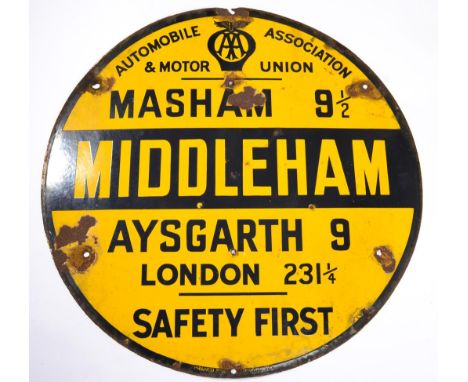 AUTOMOBILE AA ASSOCIATION
& MOTOR UNION
MASHAM 9½
MIDDLEHAM
AYSGARTH 9
LONDON 231¼
SAFETY FIRST